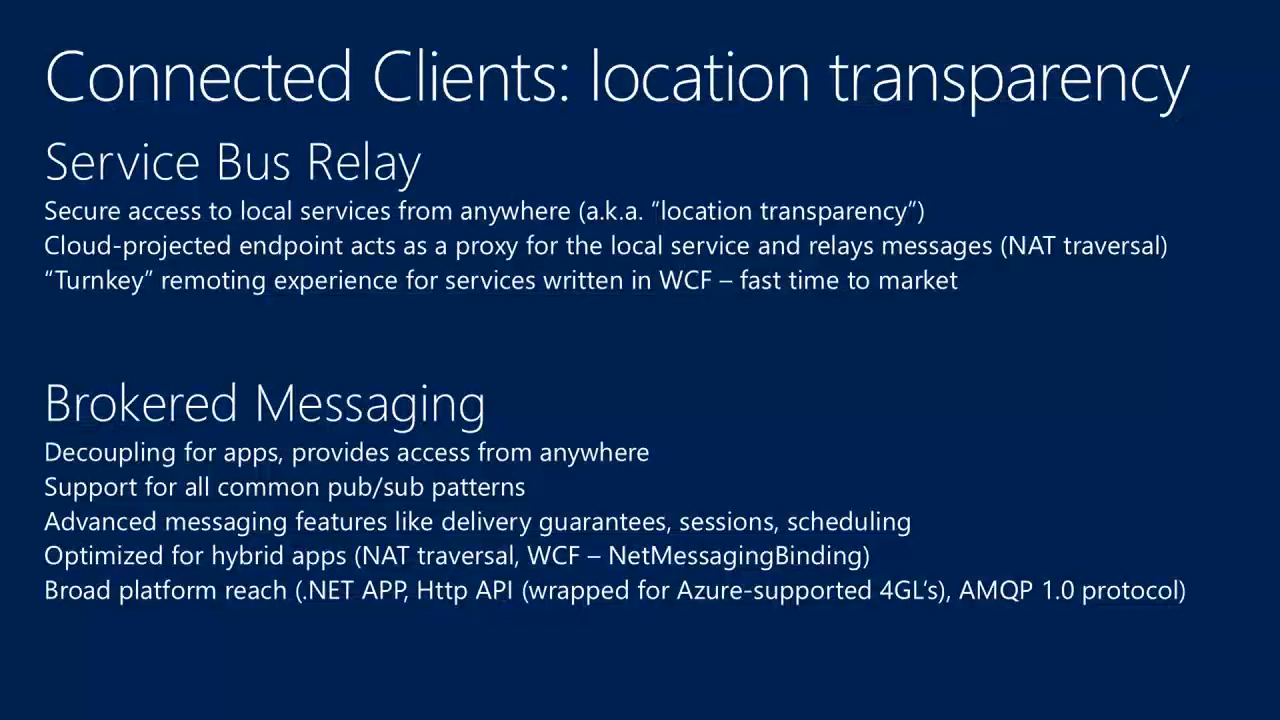 Connected Clients: location transparency
Service Bus Relay
Secure access to local services from anywhere (a.k.a. “location transparency”)
Cloud-projected endpoint acts as a proxy for the local service and relays messages (NAT traversal)
“Turnkey” remoting experience for services written in WCF – fast time to market
Brokered Messaging
Decoupling for apps, provides access from anywhere
Support for all common pub/sub patterns
Advanced messaging features like delivery guarantees, sessions, scheduling
Optimized for hybrid apps (NAT traversal, WCF – NetMessagingBinding)
Broad platform reach (.NET APP, Http API (wrapped for Azure-supported 4GL’s), AMQP 1.0 protocol)